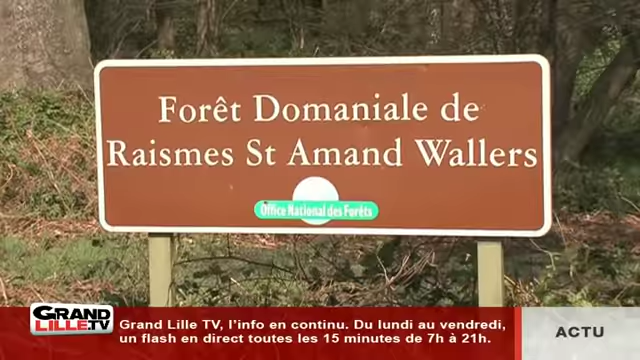 Forêt Domaniale de
Raismes St Amand Wallers
Office National des Forêts
GRAND
LILLE.TV
Grand Lille TV, l'info en continu. Du lundi au vendredi,
un flash en direct toutes les 15 minutes de 7h à 21h.
ACTU